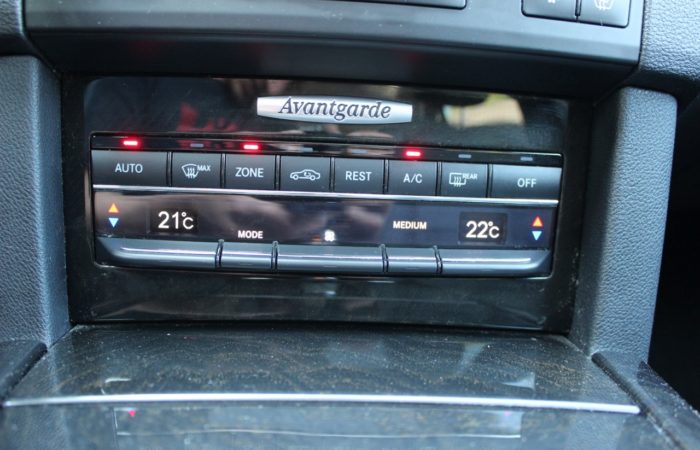 Avantgarde
AUTO MAX ZONE REST A/C REAR OFF
21°C MODE MEDIUM 22°C